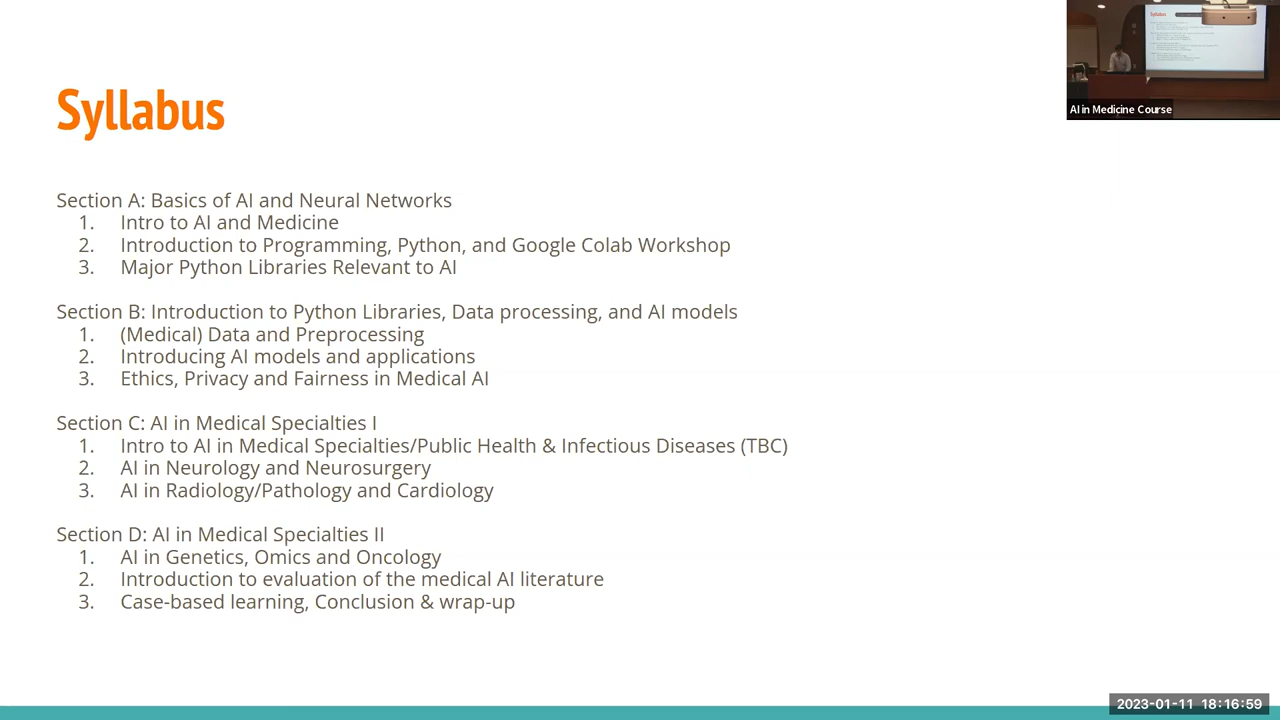 Syllabus
Section A: Basics of AI and Neural Networks
1. Intro to AI and Medicine
2. Introduction to Programming, Python, and Google Colab Workshop
3. Major Python Libraries Relevant to AI
Section B: Introduction to Python Libraries, Data processing, and AI models
1. (Medical) Data and Preprocessing
2. Introducing AI models and applications
3. Ethics, Privacy and Fairness in Medical AI
Section C: AI in Medical Specialties I
1. Intro to AI in Medical Specialties/Public Health & Infectious Diseases (TBC)
2. AI in Neurology and Neurosurgery
3. AI in Radiology/Pathology and Cardiology
Section D: AI in Medical Specialties II
1. AI in Genetics, Omics and Oncology
2. Introduction to evaluation of the medical AI literature
3. Case-based learning, Conclusion & wrap-up
Syllabus
AI in Medicine Course
2023-01-11 18:16:59